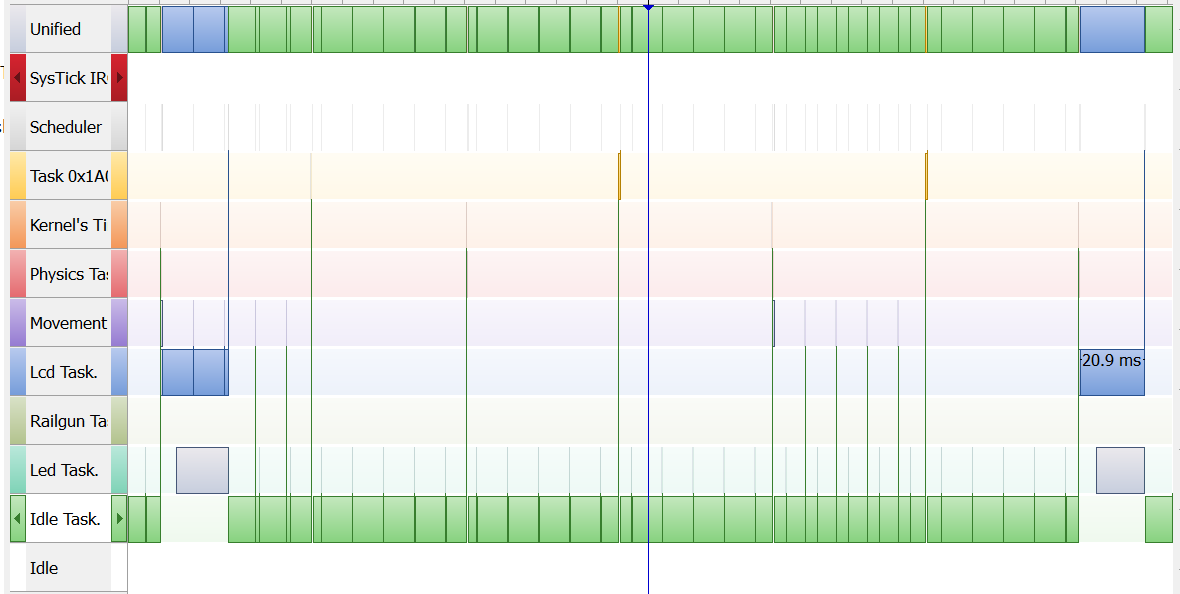 Unified
SysTick IR
Scheduler
Task 0x1A
Kernel's Ti
Physics Ta
Movement
Lcd Task.
20.9 ms
Railgun Ta
Led Task.
Idle Task.
Idle